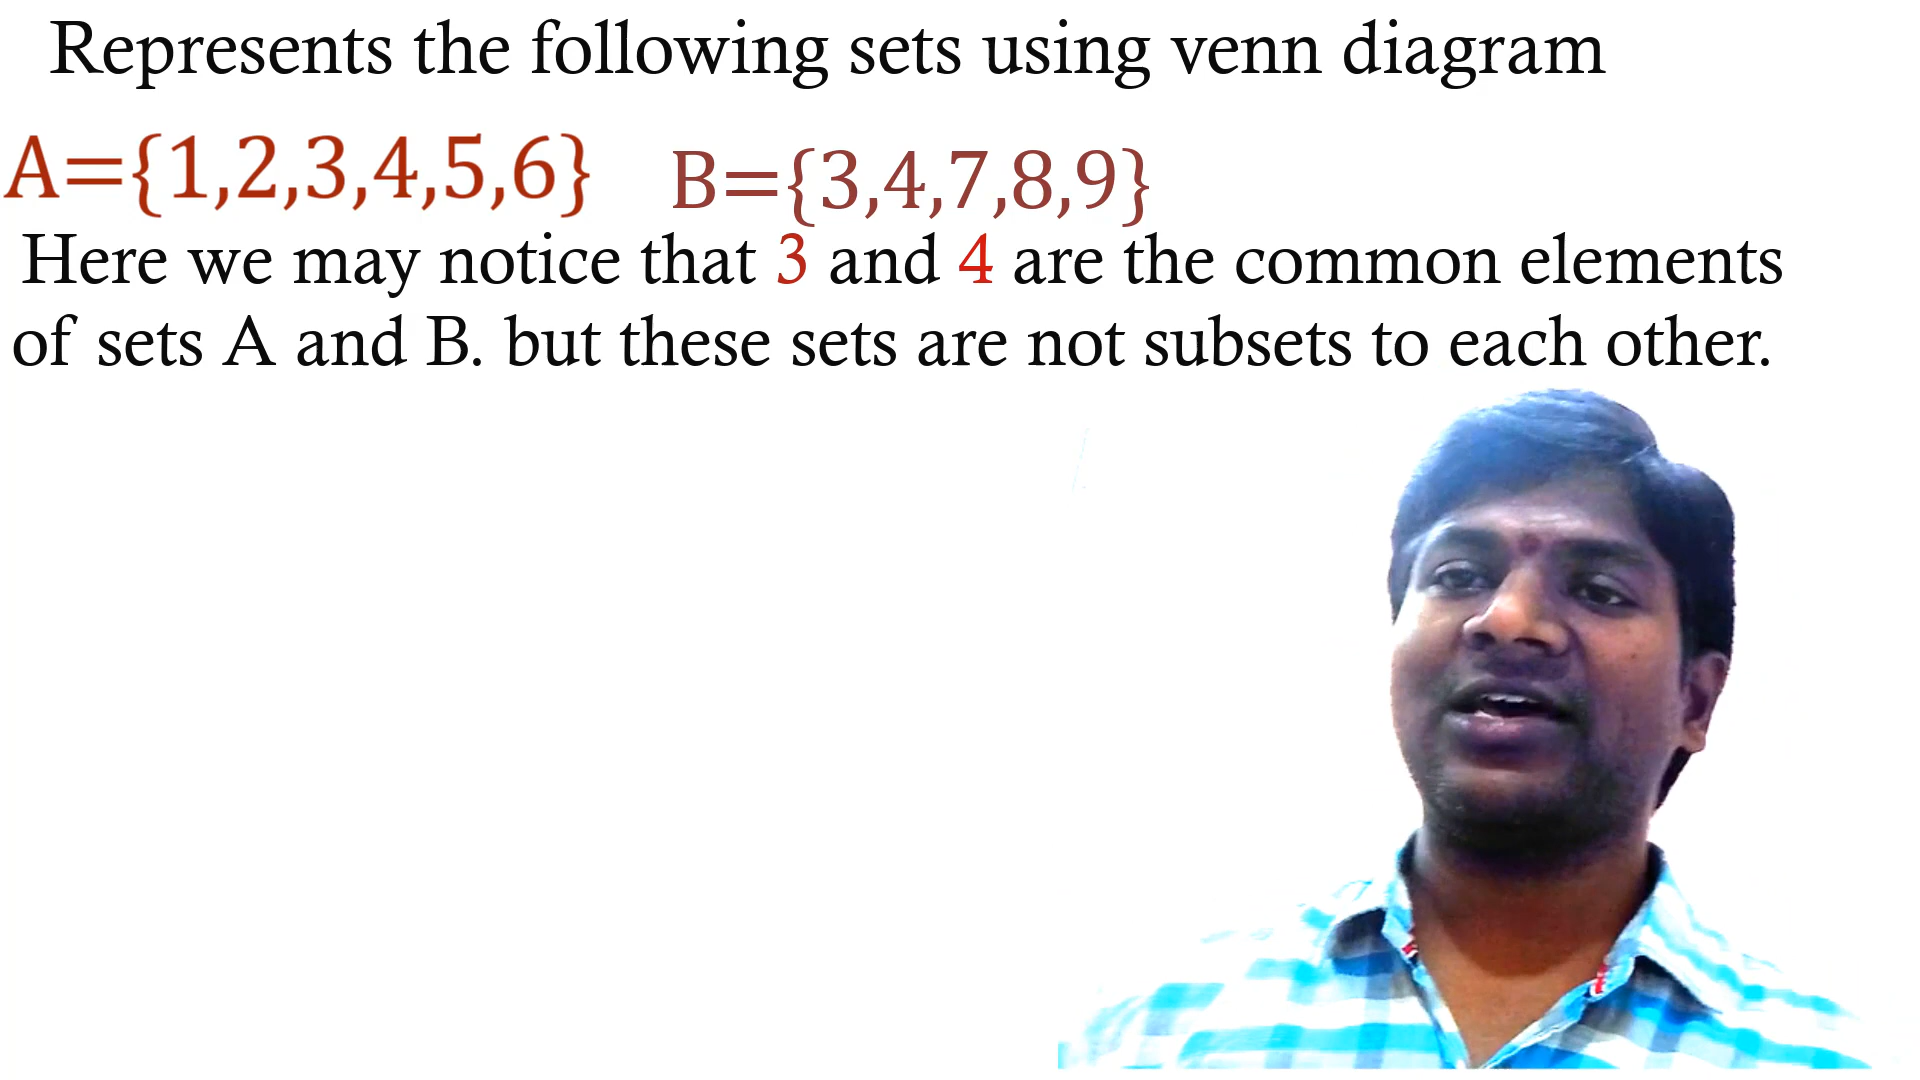 Represents the following sets using venn diagram
A={1,2,3,4,5,6} B={3,4,7,8,9}
Here we may notice that 3 and 4 are the common elements
of sets A and B. but these sets are not subsets to each other.